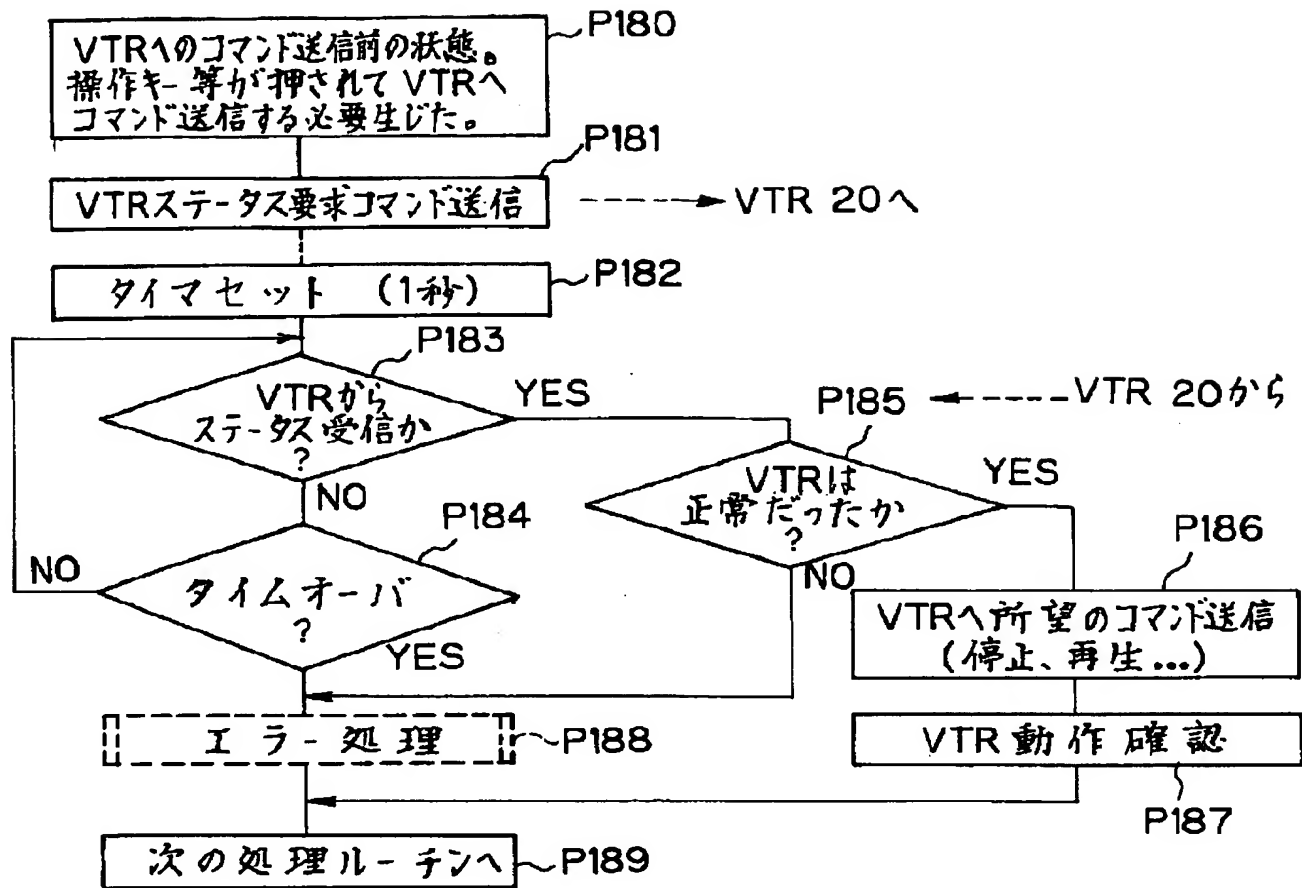 P180
VTRへのコマンド送信前の状態。
操作キー等が押されてVTRへ
コマンド送信する必要生じた。
P181
VTRステータス要求コマンド送信
VTR 20へ
タイマセット (1秒)
P182
P183
VTRから
ステータス受信か
?
YES
NO
P184
タイムオーバ
?
NO
YES
P185
VTR 20から
VTRは
正常だったか
?
YES
NO
P186
VTRへ所望のコマンド送信
(停止、再生...)
VTR動作確認
P187
エラー処理
P188
次の処理ルーチンへ
P189